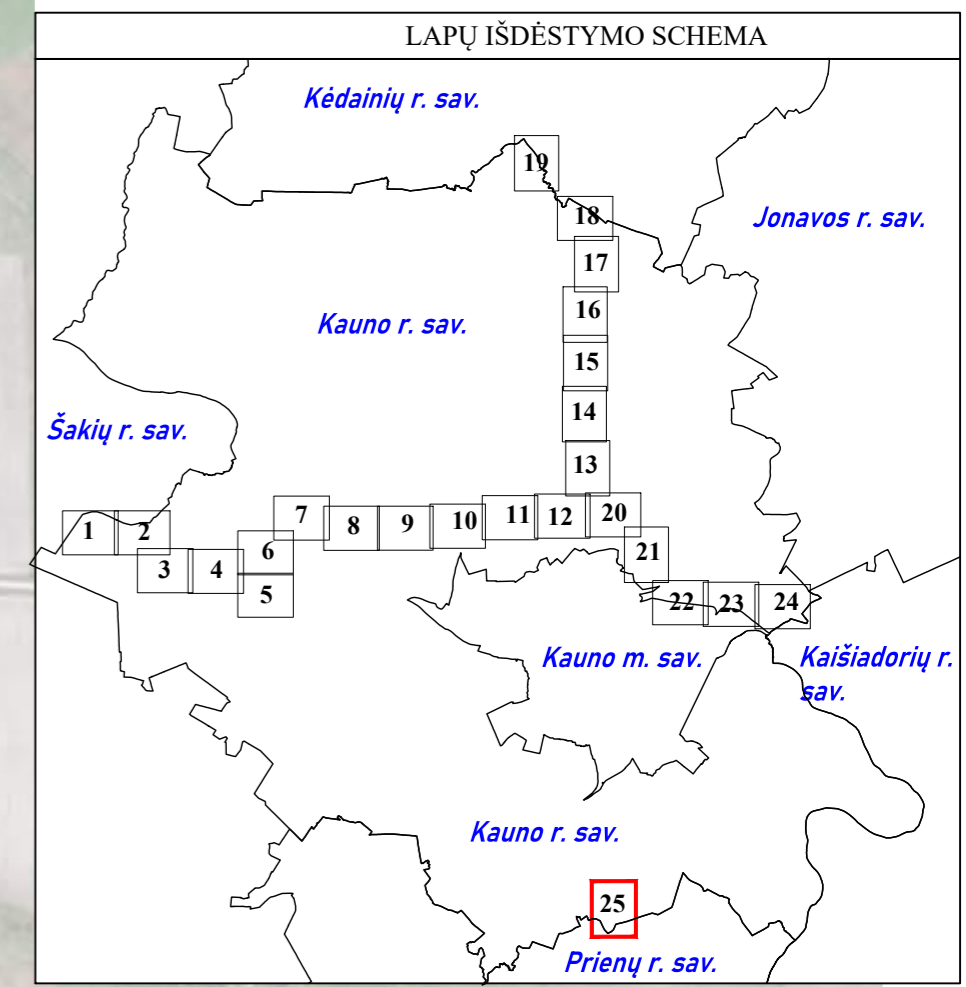 LAPŲ IŠDĖSTYMO SCHEMA
Kėdainių r. sav.
19
18
Jonavos r. sav.
17
16
Kauno r. sav.
15
14
Šakių r. sav.
13
7
11
12
20
8
9
10
1
2
6
21
3
4
5
22
23
24
Kauno m. sav.
Kaišiadorių r.
sav.
Kauno r. sav.
25
Prienų r. sav.